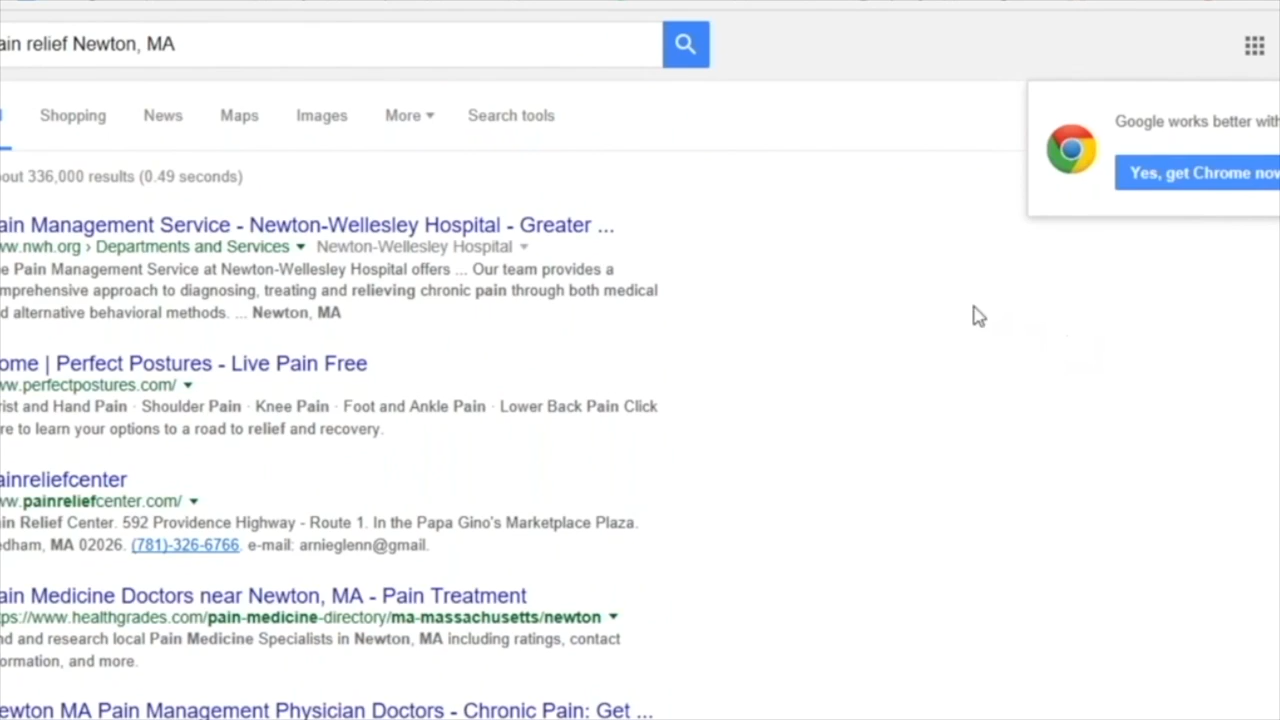 ain relief Newton, MA
Shopping News Maps Images More Search tools
Google works better with
Yes, get Chrome now
out 336,000 results (0.49 seconds)
ain Management Service - Newton-Wellesley Hospital - Greater ...
ww.nwh.org › Departments and Services Newton-Wellesley Hospital
e Pain Management Service at Newton-Wellesley Hospital offers ... Our team provides a
mprehensive approach to diagnosing, treating and relieving chronic pain through both medical
d alternative behavioral methods. ... Newton, MA
ome | Perfect Postures - Live Pain Free
ww.perfectpostures.com/
rist and Hand Pain · Shoulder Pain · Knee Pain · Foot and Ankle Pain · Lower Back Pain Click
re to learn your options to a road to relief and recovery.
ainreliefcenter
ww.painreliefcenter.com/
in Relief Center. 592 Providence Highway - Route 1. In the Papa Gino's Marketplace Plaza.
edham, MA 02026. (781)-326-6766. e-mail: arnieglenn@gmail.
ain Medicine Doctors near Newton, MA - Pain Treatment
ps://www.healthgrades.com/pain-medicine-directory/ma-massachusetts/newton
nd and research local Pain Medicine Specialists in Newton, MA including ratings, contact
ormation, and more.
ewton MA Pain Management Physician Doctors - Chronic Pain: Get ...